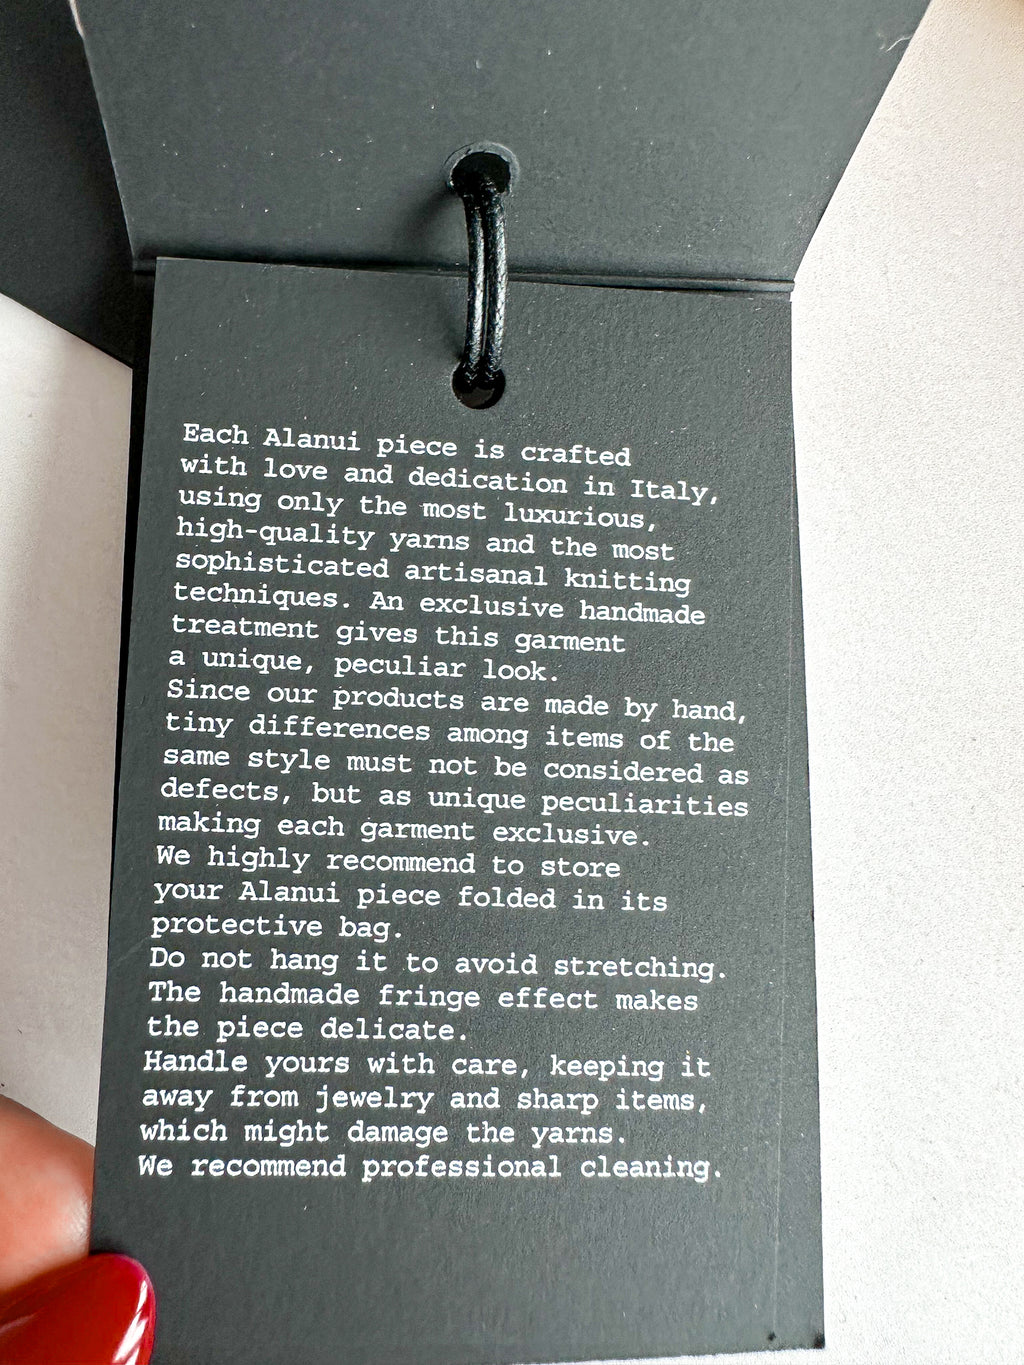 Each Alanui piece is crafted
with love and dedication in Italy,
using only the most luxurious,
high-quality yarns and the most
sophisticated artisanal knitting
techniques. An exclusive handmade
treatment gives this garment
a unique, peculiar look.
Since our products are made by hand,
tiny differences among items of the
same style must not be considered as
defects, but as unique peculiarities
making each garment exclusive.
We highly recommend to store
your Alanui piece folded in its
protective bag.
Do not hang it to avoid stretching.
The handmade fringe effect makes
the piece delicate.
Handle yours with care, keeping it
away from jewelry and sharp items,
which might damage the yarns.
We recommend professional cleaning.